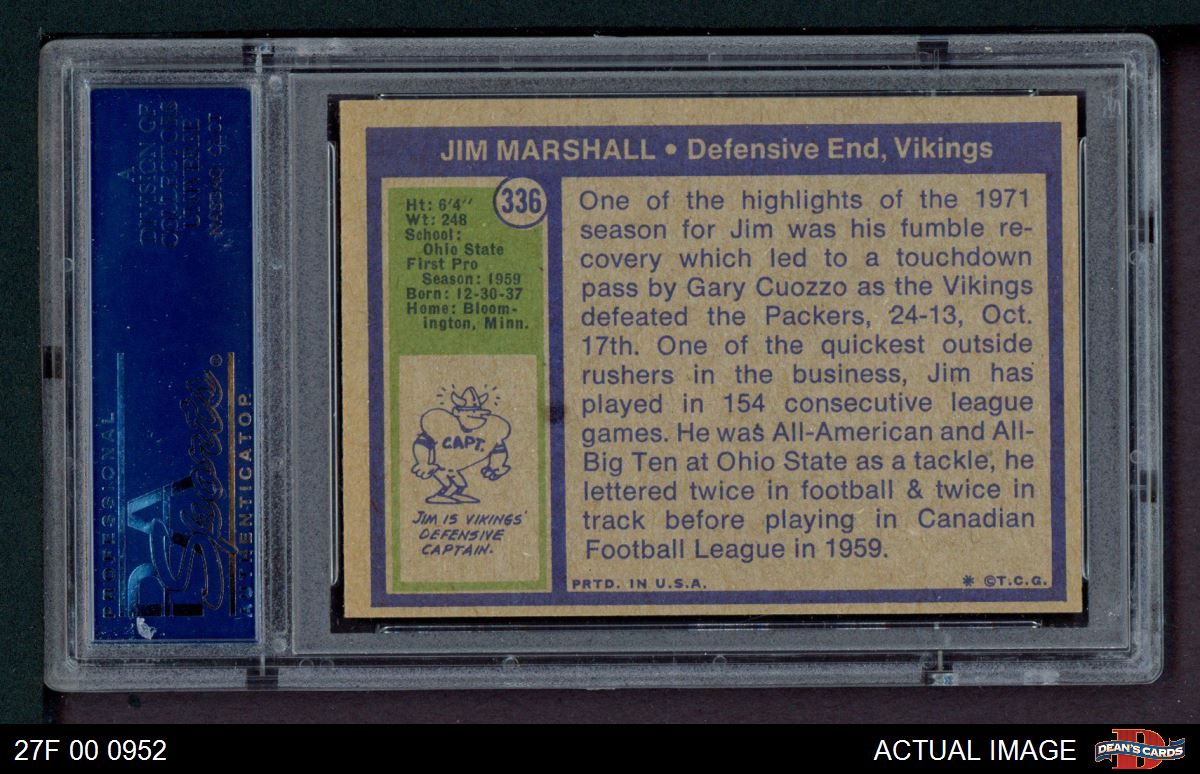 JIM MARSHALL • Defensive End, Vikings
336
Ht: 6'4"
Wt: 248
School:
Ohio State
First Pro
Season: 1959
Born: 12-30-37
Home: Bloom-
ington, Minn.
CAPT.
JIM IS VIKINGS'
DEFENSIVE
CAPTAIN.
One of the highlights of the 1971
season for Jim was his fumble re-
covery which led to a touchdown
pass by Gary Cuozzo as the Vikings
defeated the Packers, 24-13, Oct.
17th. One of the quickest outside
rushers in the business, Jim has
played in 154 consecutive league
games. He was All-American and All-
Big Ten at Ohio State as a tackle, he
lettered twice in football & twice in
track before playing in Canadian
Football League in 1959.
PRTD. IN U.S.A.
* ©T.C.G.
A
DIVISION OF
COLLECTORS
UNIVERSE
NASDAQ: CLCT
PROFESSIONAL
PSA
Sports®
AUTHENTICATOR
27F 00 0952
ACTUAL IMAGE
D
DEAN'S CARDS